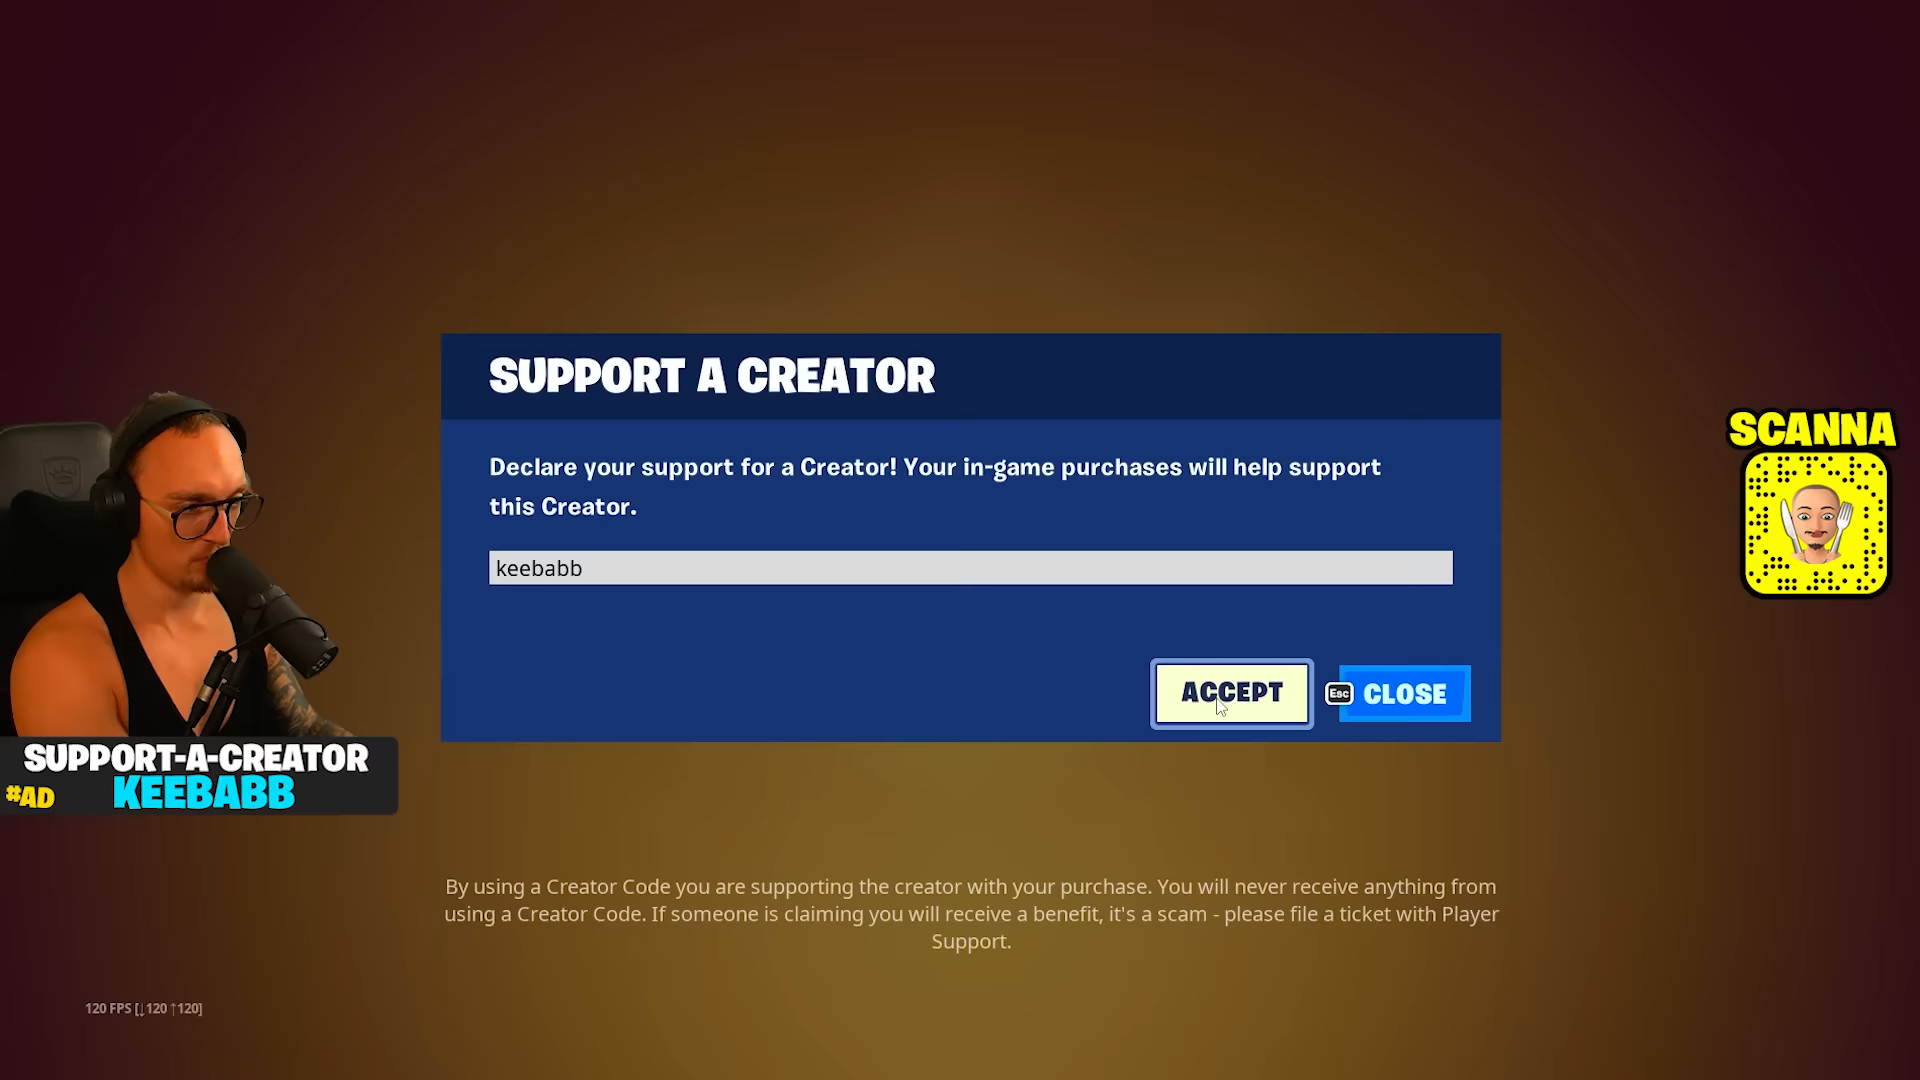 SUPPORT A CREATOR
Declare your support for a Creator! Your in-game purchases will help support
this Creator.
keebabb
ACCEPT
Esc
CLOSE
SCANNA
SUPPORT-A-CREATOR
#AD
KEEBABB
By using a Creator Code you are supporting the creator with your purchase. You will never receive anything from
using a Creator Code. If someone is claiming you will receive a benefit, it's a scam - please file a ticket with Player
Support.
120 FPS [↓120 ↑120]